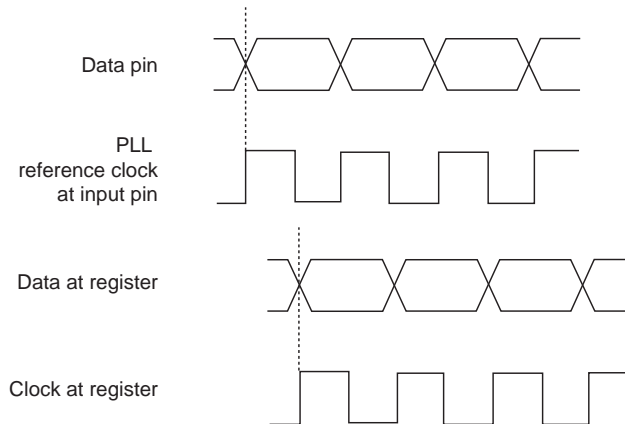 Data pin
PLL
reference clock
at input pin
Data at register
Clock at register